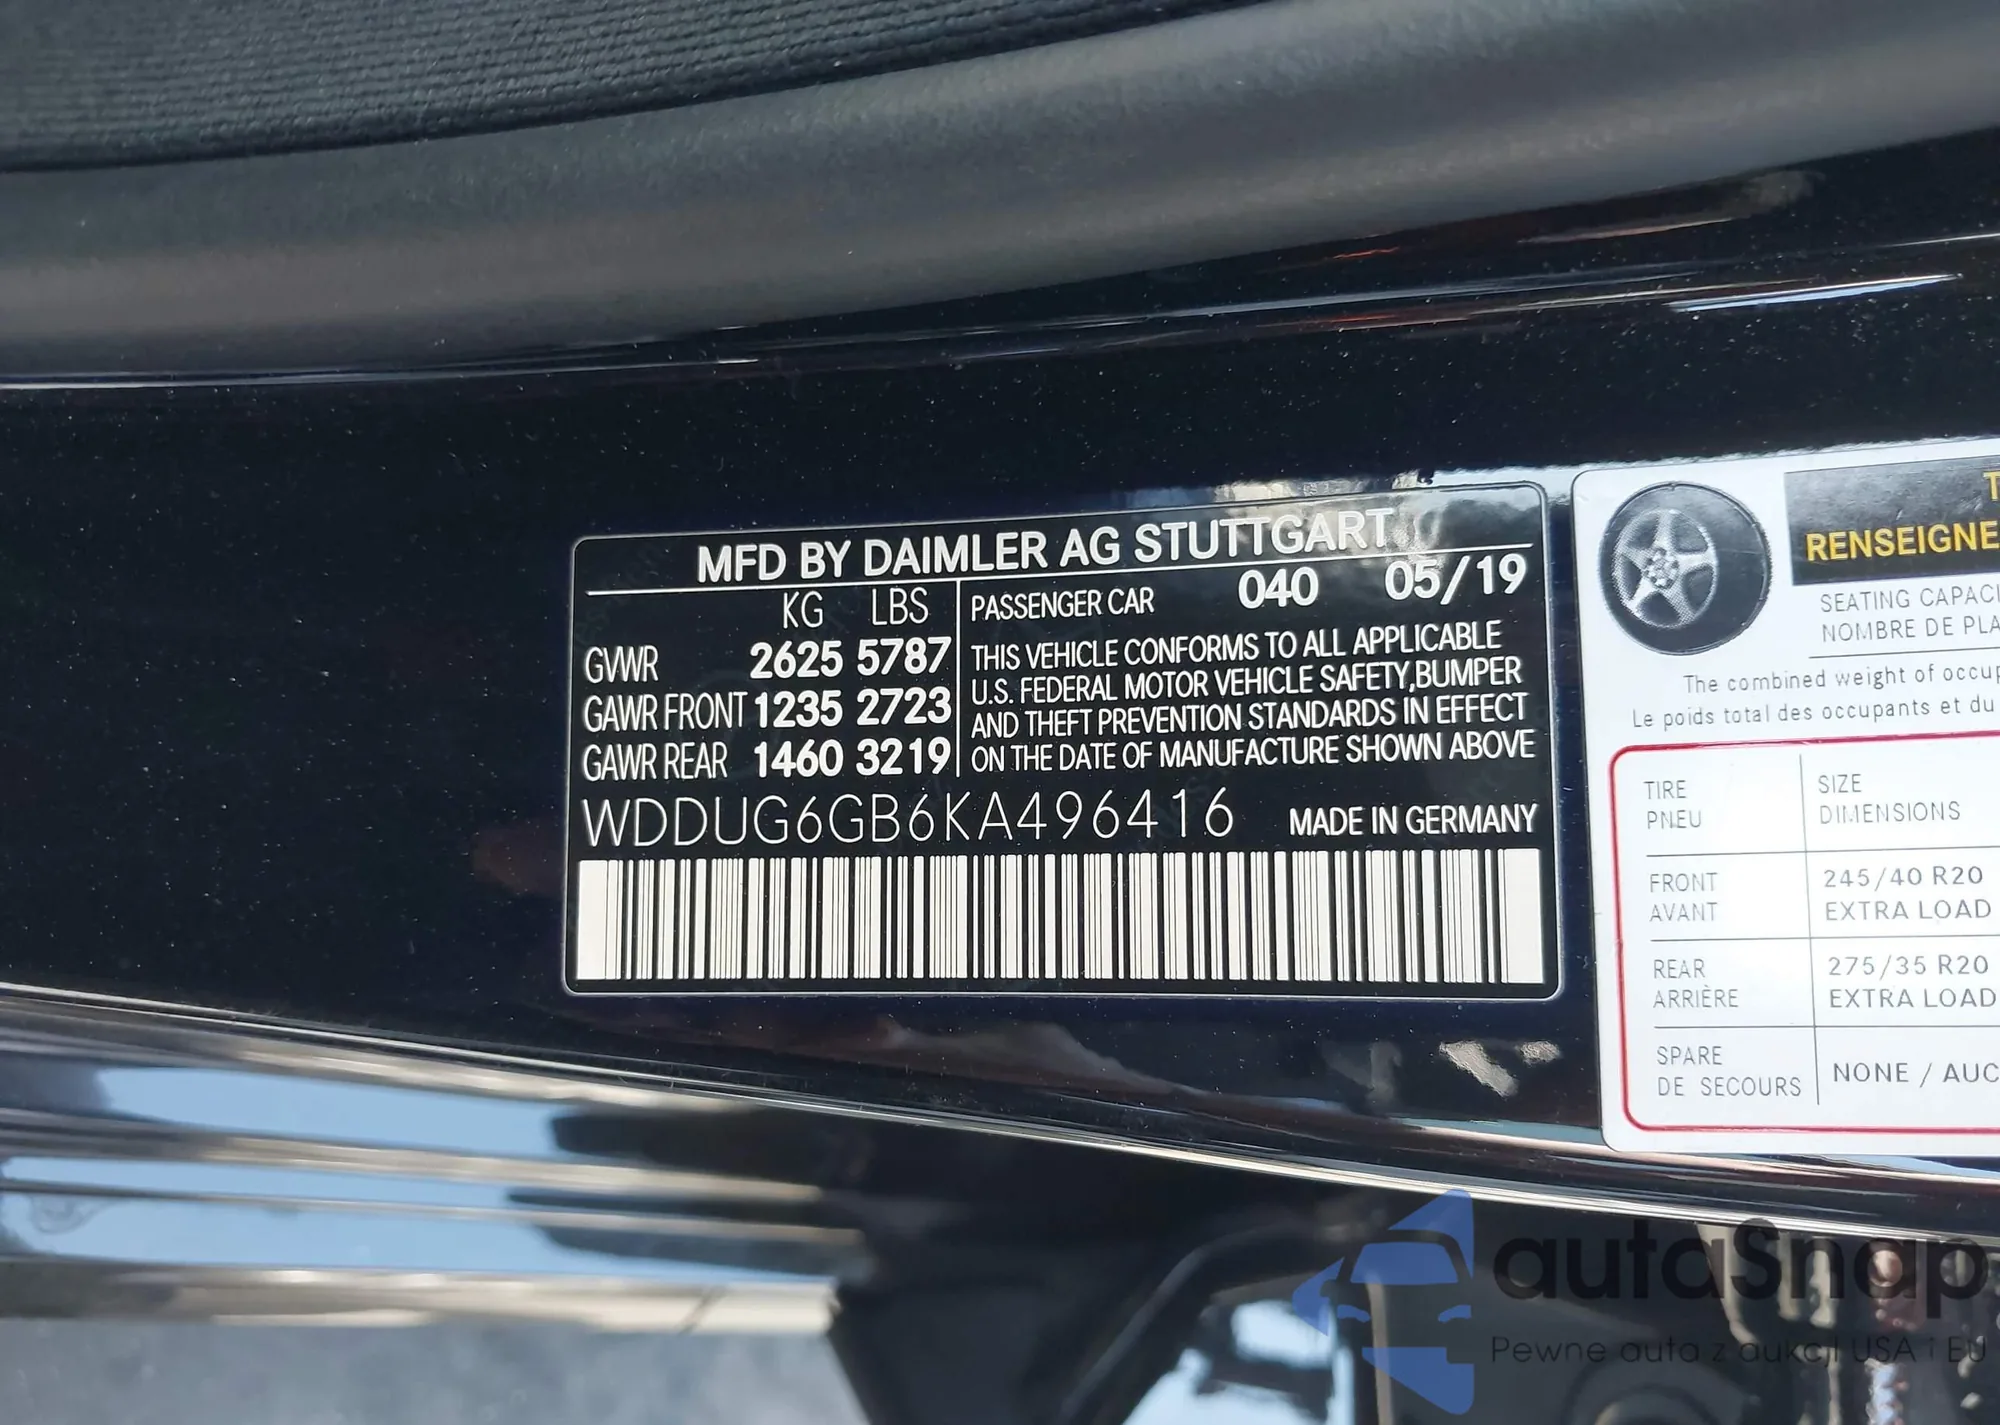 MFD BY DAIMLER AG STUTTGART
KG LBS
GVWR 2625 5787
GAWR FRONT 1235 2723
GAWR REAR 1460 3219
PASSENGER CAR 040 05/19
THIS VEHICLE CONFORMS TO ALL APPLICABLE
U.S. FEDERAL MOTOR VEHICLE SAFETY,BUMPER
AND THEFT PREVENTION STANDARDS IN EFFECT
ON THE DATE OF MANUFACTURE SHOWN ABOVE
WDDUG6GB6KA496416 MADE IN GERMANY
T
RENSEIGNE
SEATING CAPACI
NOMBRE DE PLA
The combined weight of occup
Le poids total des occupants et du
TIRE SIZE
PNEU DIMENSIONS
FRONT 245/40 R20
AVANT EXTRA LOAD
REAR 275/35 R20
ARRIÈRE EXTRA LOAD
SPARE
DE SECOURS NONE / AUC
autaSnap
Pewne auta z aukcji USA i EU